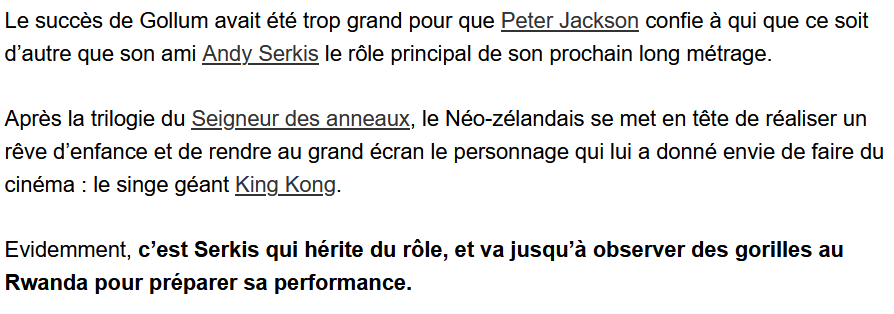 Le succès de Gollum avait été trop grand pour que Peter Jackson confie à qui que ce soit
d’autre que son ami Andy Serkis le rôle principal de son prochain long métrage.
Après la trilogie du Seigneur des anneaux, le Néo-zélandais se met en tête de réaliser un
rêve d’enfance et de rendre au grand écran le personnage qui lui a donné envie de faire du
cinéma : le singe géant King Kong.
Evidemment, c’est Serkis qui hérite du rôle, et va jusqu’à observer des gorilles au
Rwanda pour préparer sa performance.